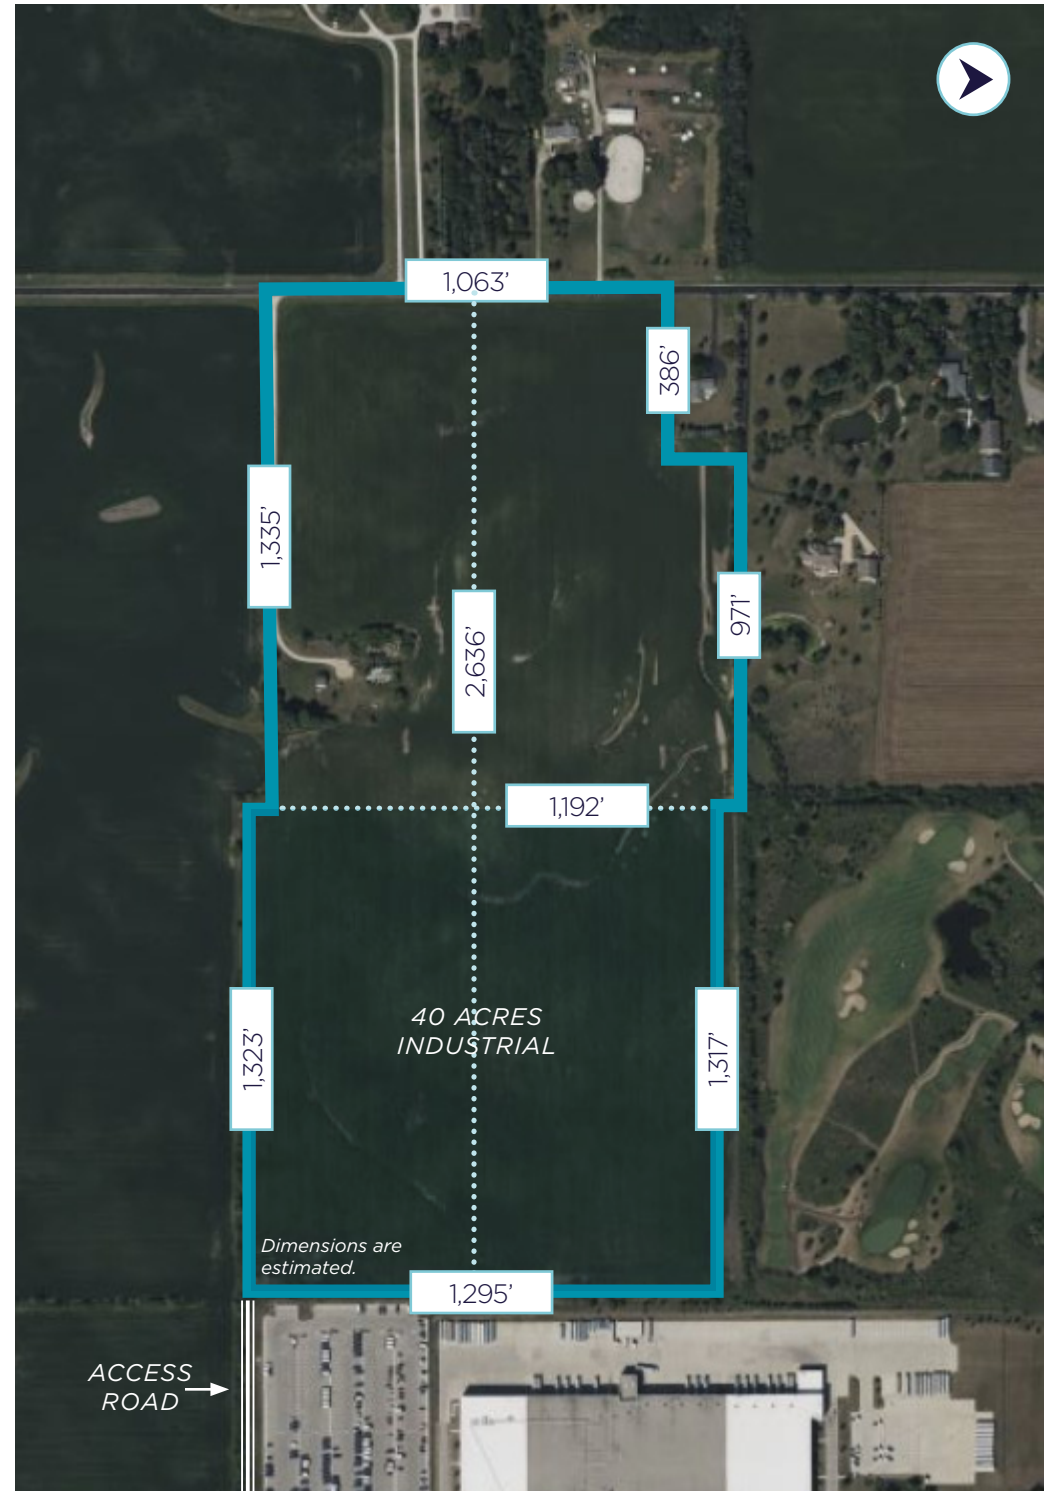 1,063’
386’
1,335’
971’
2,636’
1,192’
40 ACRES
INDUSTRIAL
1,323’
1,317’
Dimensions are
estimated.
1,295’
ACCESS
ROAD